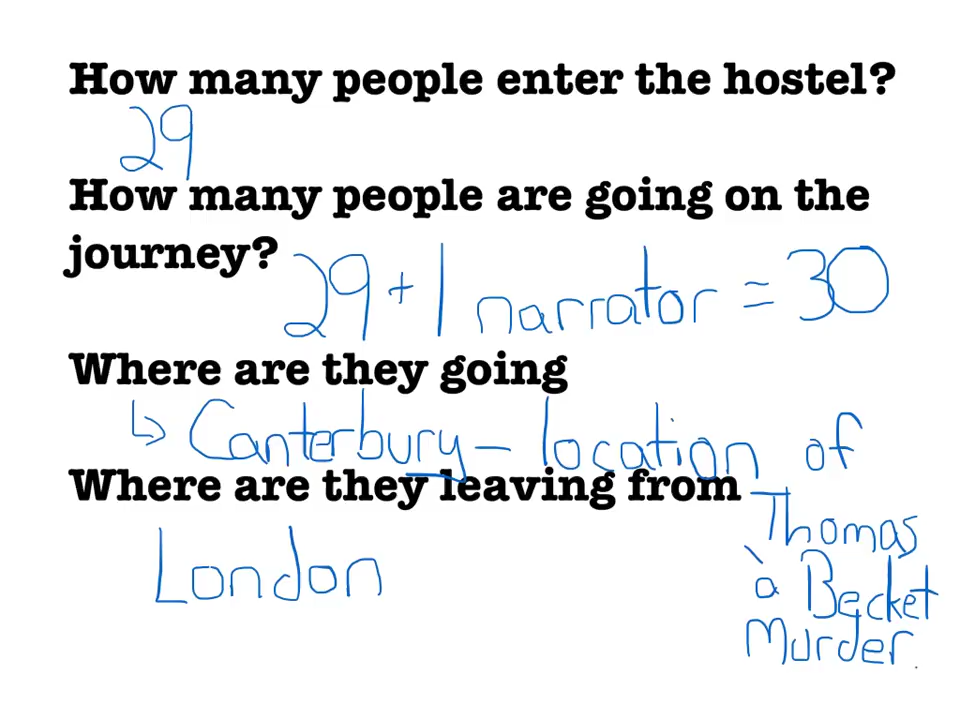 How many people enter the hostel?
29
How many people are going on the
journey?
29 + 1 narrator = 30
Where are they going
↳ Canterbury – location of
Thomas
à Becket
Murder.
Where are they leaving from
London